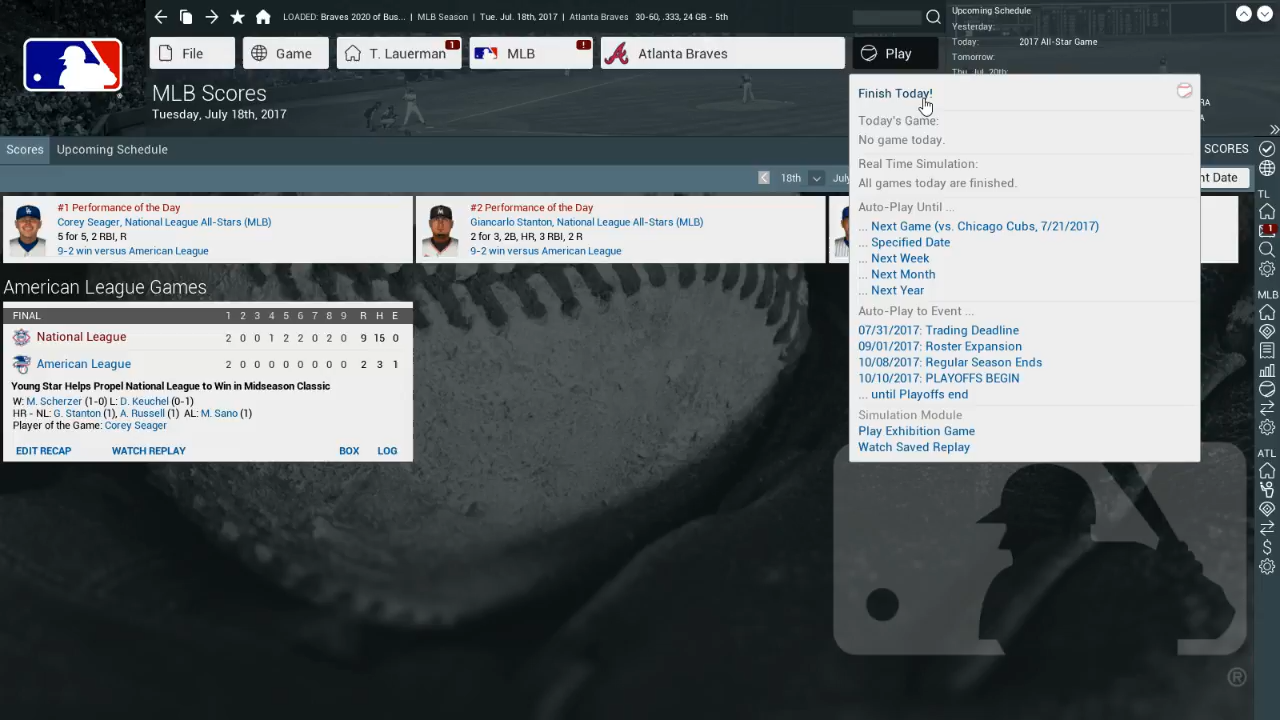 LOADED: Braves 2020 of Bus... | MLB Season | Tue. Jul. 18th, 2017 | Atlanta Braves 30-60, .333, 24 GB - 5th
Upcoming Schedule
Yesterday:
Today: 2017 All-Star Game
Tomorrow:
Thu. Jul. 20th:
File
Game
T. Lauerman
1
MLB
!
Atlanta Braves
Play
MLB Scores
Tuesday, July 18th, 2017
Scores
Upcoming Schedule
SCORES
18th
July
nt Date
#1 Performance of the Day
Corey Seager, National League All-Stars (MLB)
5 for 5, 2 RBI, R
9-2 win versus American League
#2 Performance of the Day
Giancarlo Stanton, National League All-Stars (MLB)
2 for 3, 2B, HR, 3 RBI, 2 R
9-2 win versus American League
American League Games
FINAL 1 2 3 4 5 6 7 8 9 R H E
National League 2 0 0 1 2 2 0 2 0 9 15 0
American League 2 0 0 0 0 0 0 0 0 2 3 1
Young Star Helps Propel National League to Win in Midseason Classic
W: M. Scherzer (1-0) L: D. Keuchel (0-1)
HR - NL: G. Stanton (1), A. Russell (1) AL: M. Sano (1)
Player of the Game: Corey Seager
EDIT RECAP WATCH REPLAY BOX LOG
Finish Today!
Today's Game:
No game today.
Real Time Simulation:
All games today are finished.
Auto-Play Until ...
... Next Game (vs. Chicago Cubs, 7/21/2017)
... Specified Date
... Next Week
... Next Month
... Next Year
Auto-Play to Event ...
07/31/2017: Trading Deadline
09/01/2017: Roster Expansion
10/08/2017: Regular Season Ends
10/10/2017: PLAYOFFS BEGIN
... until Playoffs end
Simulation Module
Play Exhibition Game
Watch Saved Replay
RA
A
TL
1
MLB
ATL
$
®